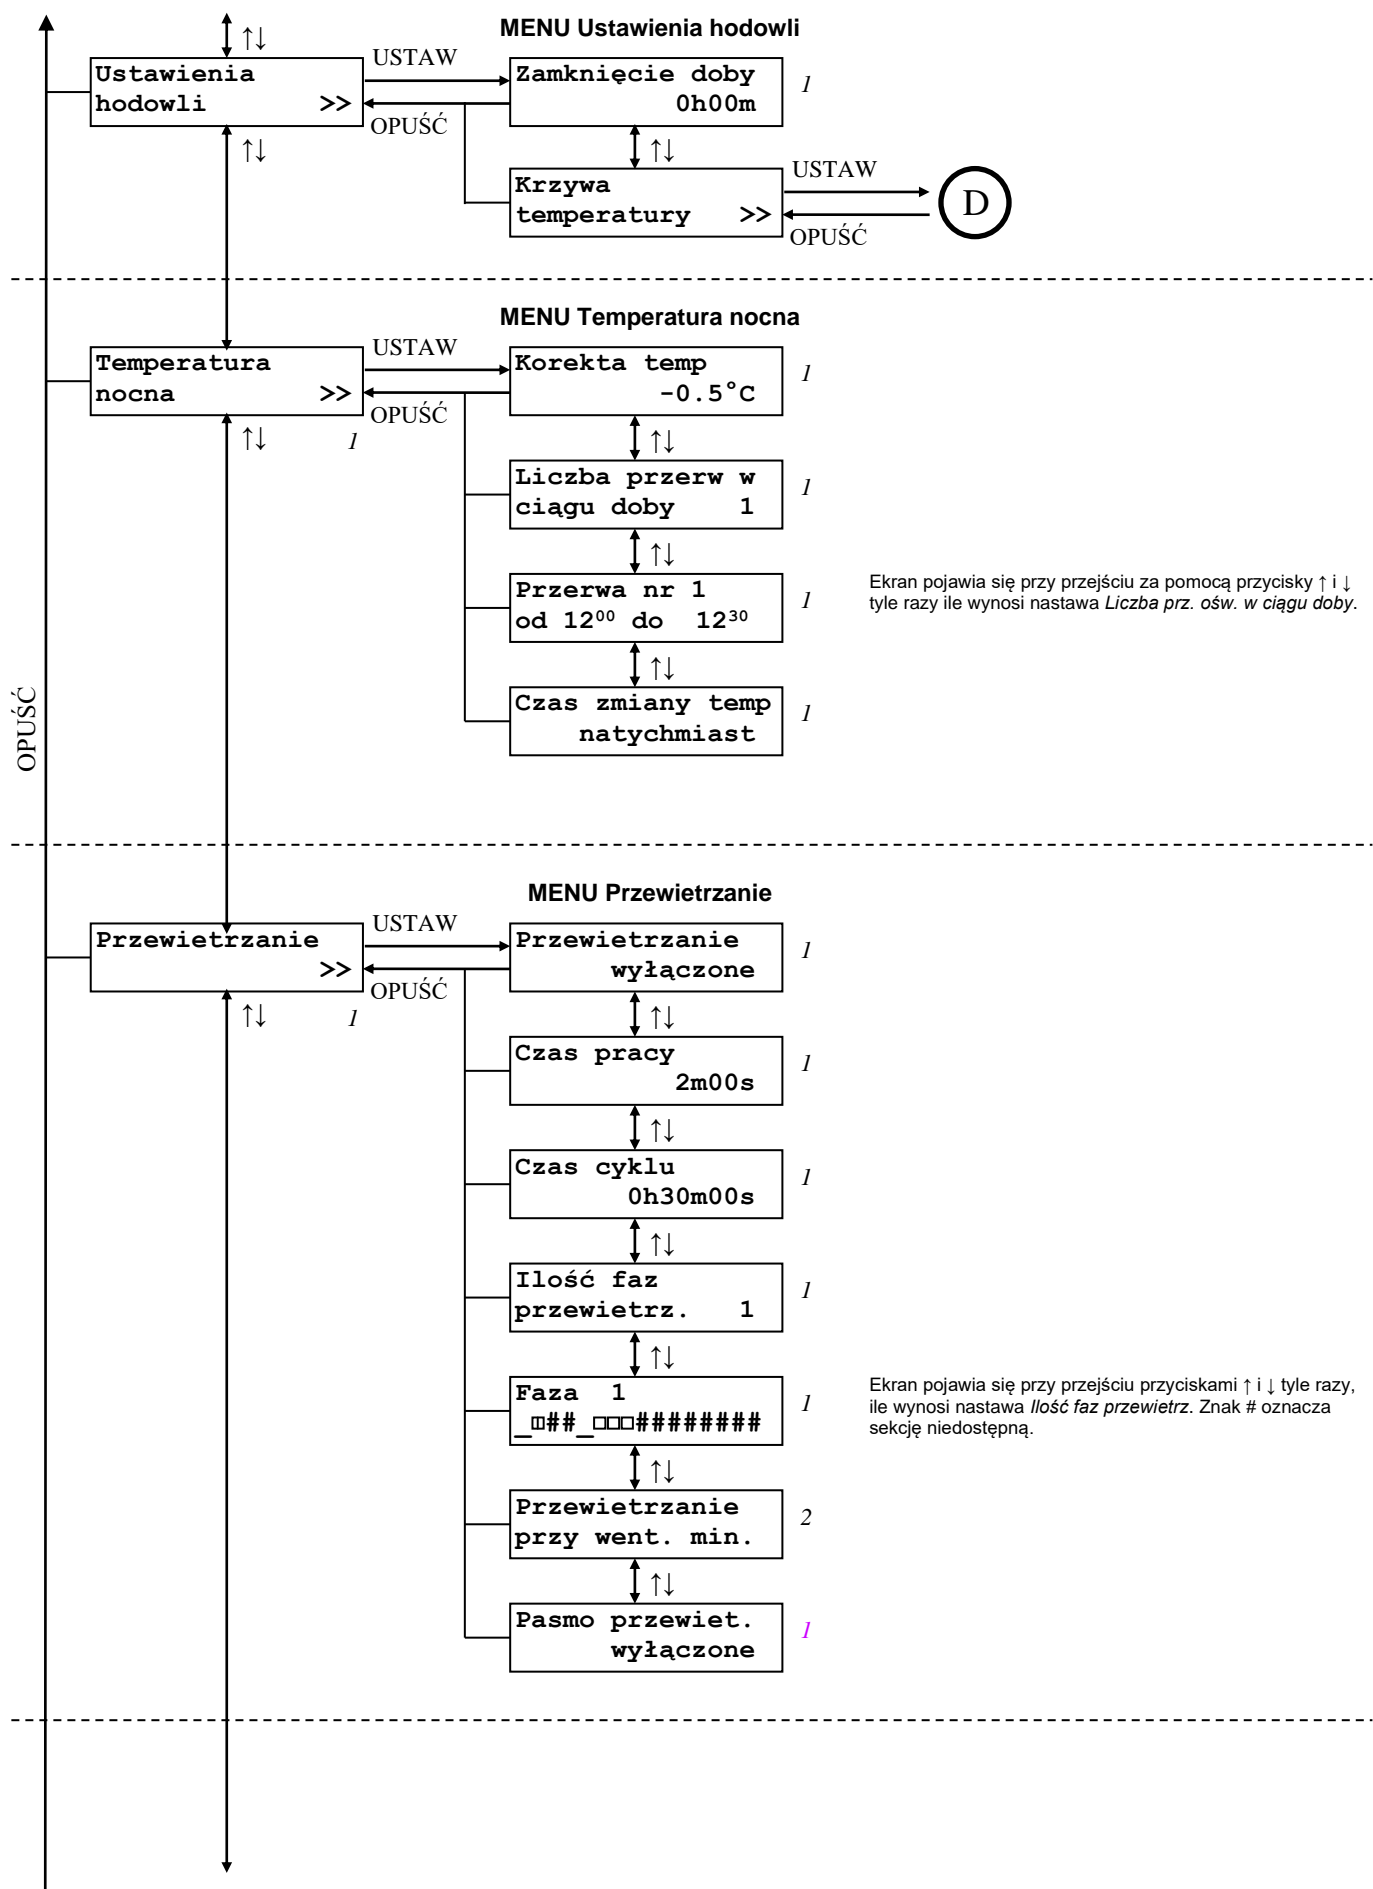 MENU Ustawienia hodowli
↑↓
Ustawienia
hodowli >>
USTAW
OPUŚĆ
Zamknięcie doby
0h00m
1
↑↓
↑↓
Krzywa
temperatury >>
USTAW
OPUŚĆ
D
MENU Temperatura nocna
Temperatura
nocna >>
USTAW
OPUŚĆ
Korekta temp
-0.5°C
1
↑↓
1
↑↓
Liczba przerw w
ciągu doby 1
1
↑↓
Przerwa nr 1
od 12⁰⁰ do 12³⁰
1
Ekran pojawia się przy przejściu za pomocą przycisky ↑ i ↓
tyle razy ile wynosi nastawa Liczba prz. ośw. w ciągu doby.
↑↓
Czas zmiany temp
natychmiast
1
OPUŚĆ
MENU Przewietrzanie
Przewietrzanie
>>
USTAW
OPUŚĆ
Przewietrzanie
wyłączone
1
↑↓
1
↑↓
Czas pracy
2m00s
1
↑↓
Czas cyklu
0h30m00s
1
↑↓
Ilość faz
przewietrz. 1
1
↑↓
Faza 1
_◫##_□□□########
1
Ekran pojawia się przy przejściu przyciskami ↑ i ↓ tyle razy,
ile wynosi nastawa Ilość faz przewietrz. Znak # oznacza
sekcję niedostępną.
↑↓
Przewietrzanie
przy went. min.
2
↑↓
Pasmo przewiet.
wyłączone
1